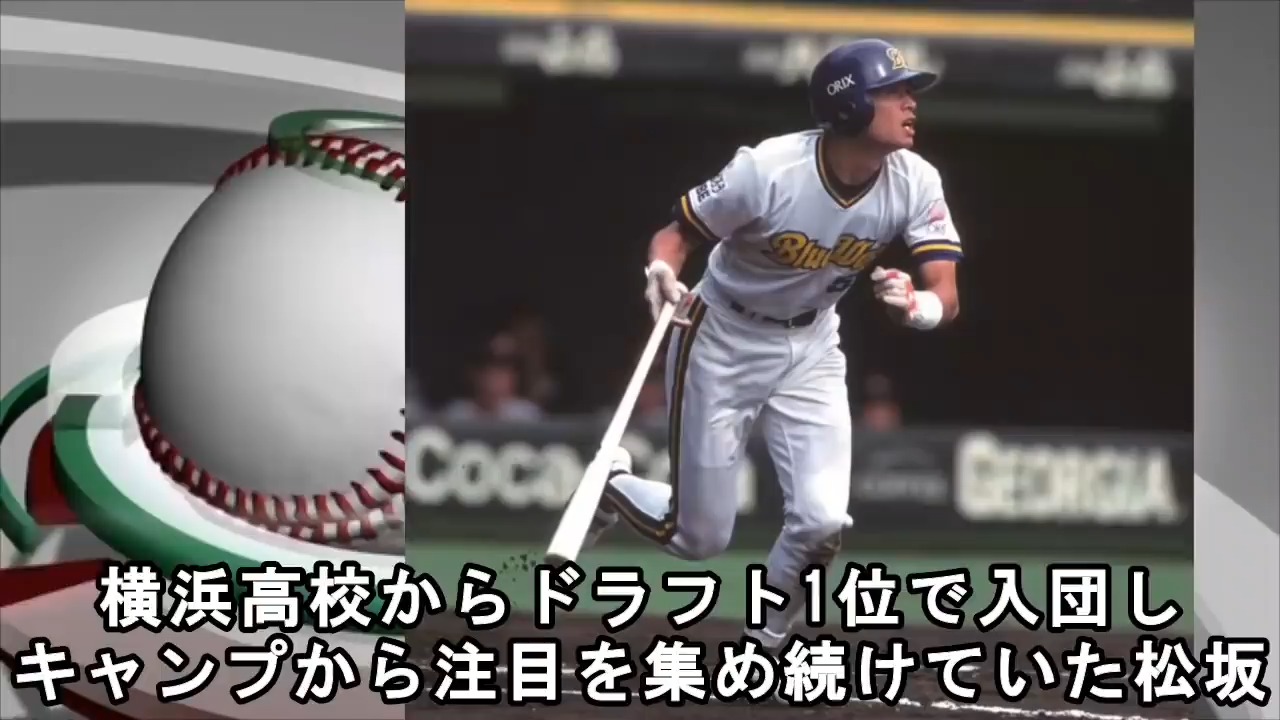 ORIX
Blue Wa
Coca-Cola
GEORGIA
横浜高校からドラフト1位で入団し
キャンプから注目を集め続けていた松坂